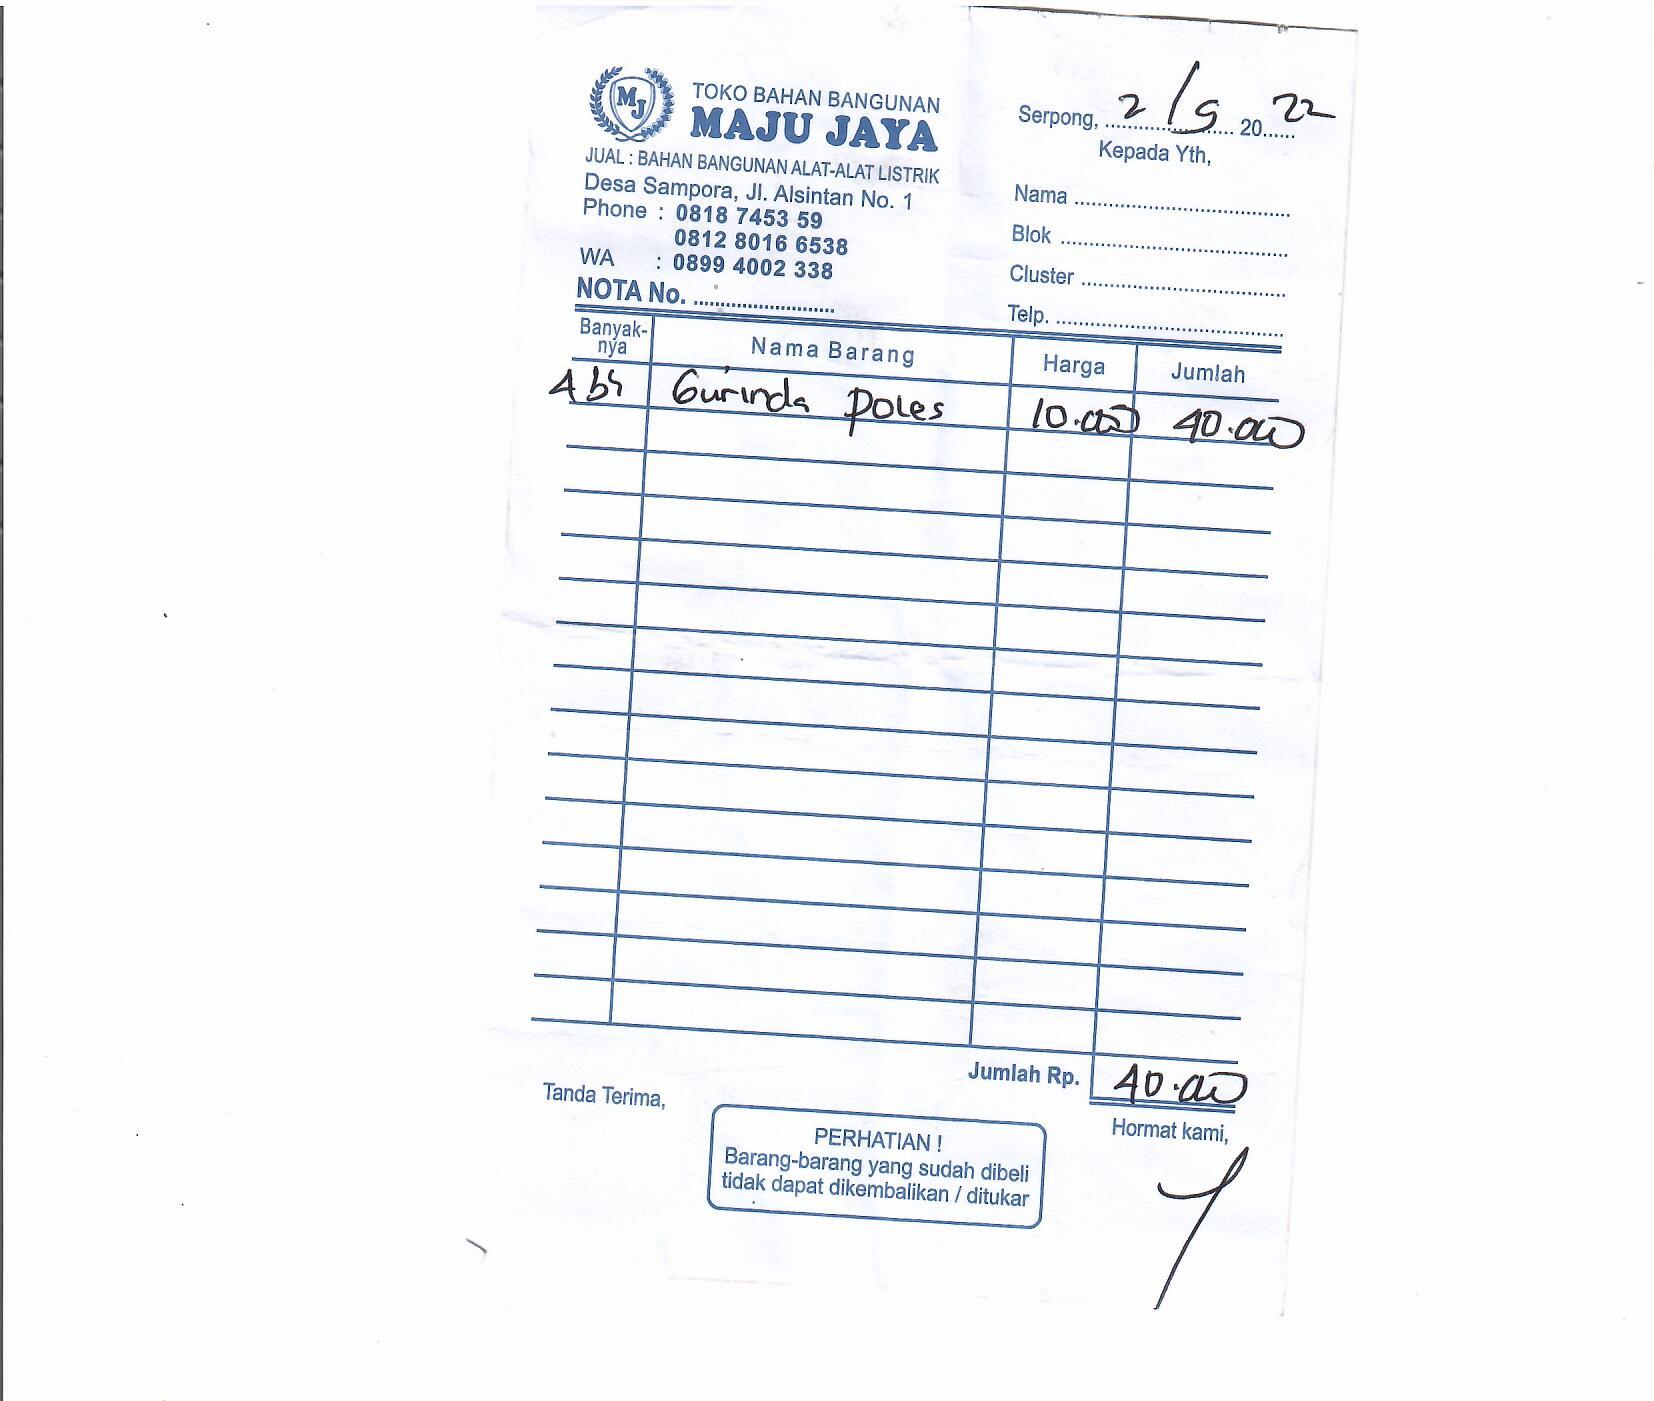 MJ
TOKO BAHAN BANGUNAN
MAJU JAYA
JUAL : BAHAN BANGUNAN ALAT-ALAT LISTRIK
Desa Sampora, Jl. Alsintan No. 1
Phone : 0818 7453 59
0812 8016 6538
WA : 0899 4002 338
NOTA No. ........................
Serpong, 2/9 2022
Kepada Yth,
Nama ........................
Blok ........................
Cluster ........................
Telp. ........................
Banyak-nya Nama Barang Harga Jumlah
4 Gurinda poles 10.000 40.000
Jumlah Rp. 40.000
Tanda Terima,
PERHATIAN !
Barang-barang yang sudah dibeli
tidak dapat dikembalikan / ditukar
Hormat kami,